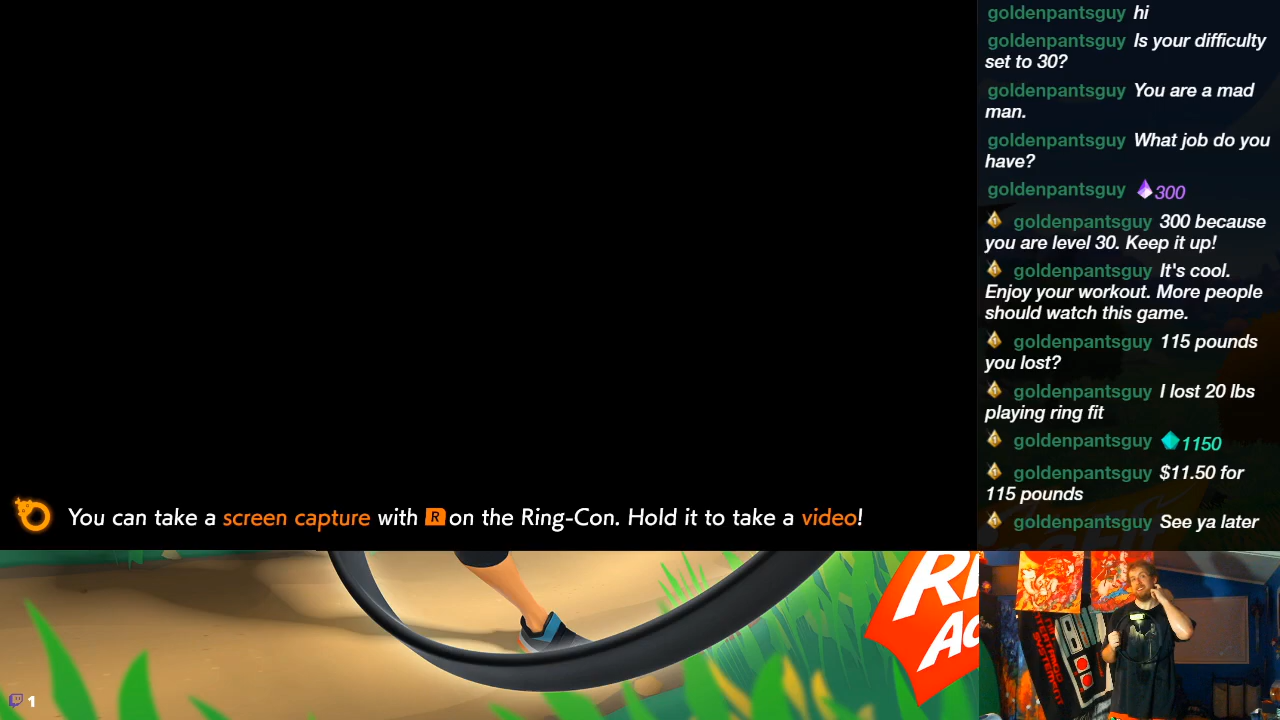 goldenpantsguy hi
goldenpantsguy Is your difficulty
set to 30?
goldenpantsguy You are a mad
man.
goldenpantsguy What job do you
have?
goldenpantsguy 300
goldenpantsguy 300 because
you are level 30. Keep it up!
goldenpantsguy It's cool.
Enjoy your workout. More people
should watch this game.
goldenpantsguy 115 pounds
you lost?
goldenpantsguy I lost 20 lbs
playing ring fit
goldenpantsguy 1150
goldenpantsguy $11.50 for
115 pounds
goldenpantsguy See ya later
You can take a screen capture with R on the Ring-Con. Hold it to take a video!
1